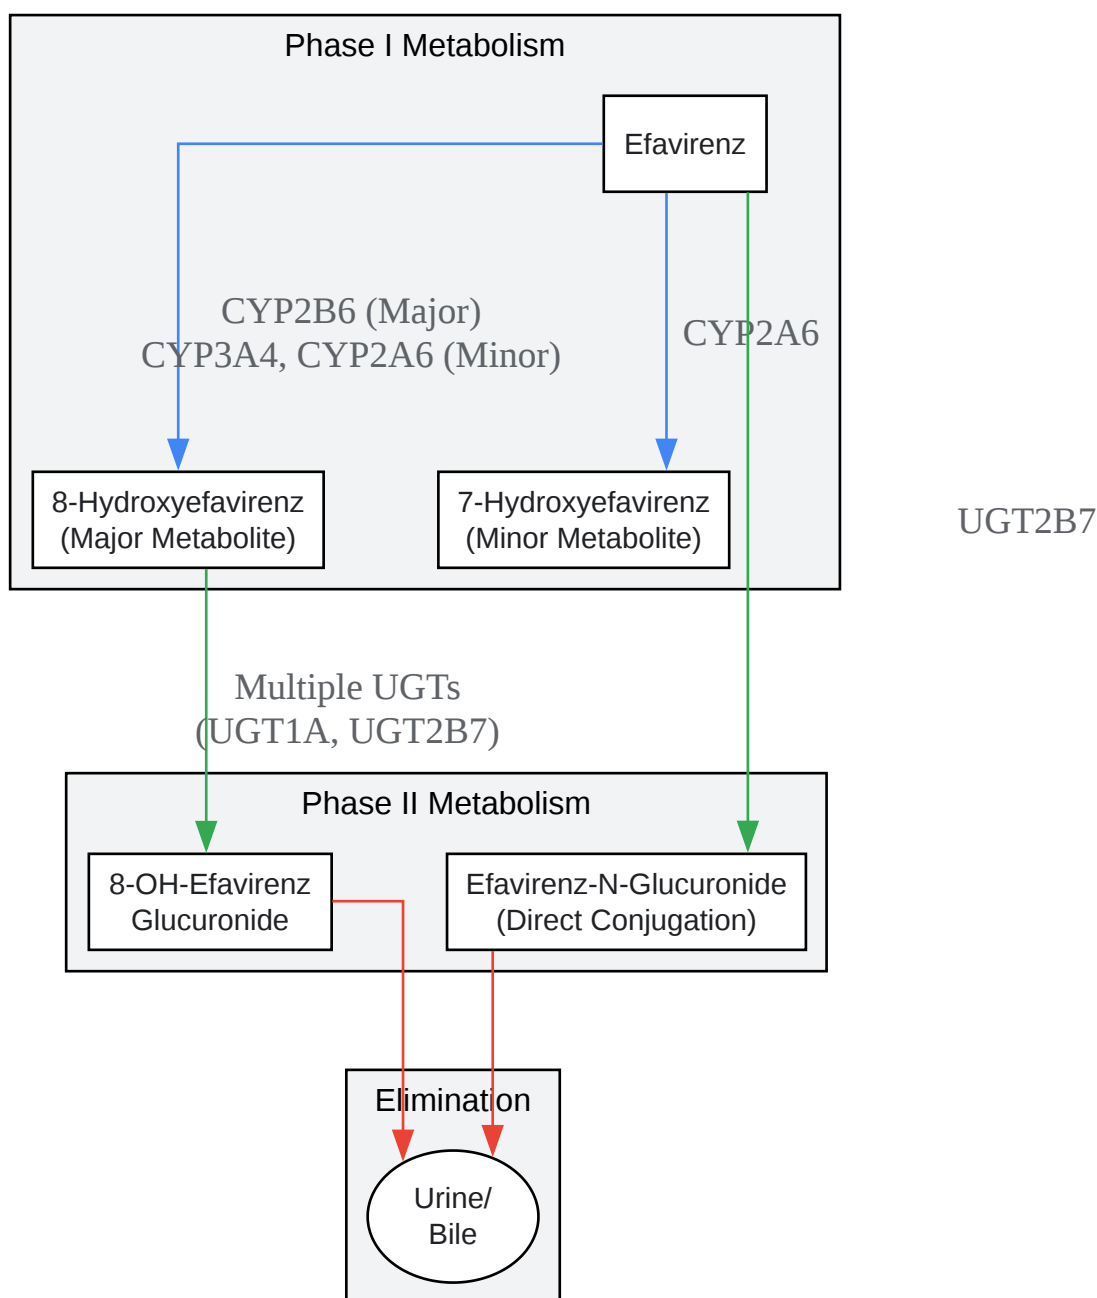 Phase I Metabolism
Efavirenz
CYP2B6 (Major)
CYP3A4, CYP2A6 (Minor)
CYP2A6
8-Hydroxyefavirenz
(Major Metabolite)
7-Hydroxyefavirenz
(Minor Metabolite)
UGT2B7
Multiple UGTs
(UGT1A, UGT2B7)
Phase II Metabolism
8-OH-Efavirenz
Glucuronide
Efavirenz-N-Glucuronide
(Direct Conjugation)
Elimination
Urine/
Bile